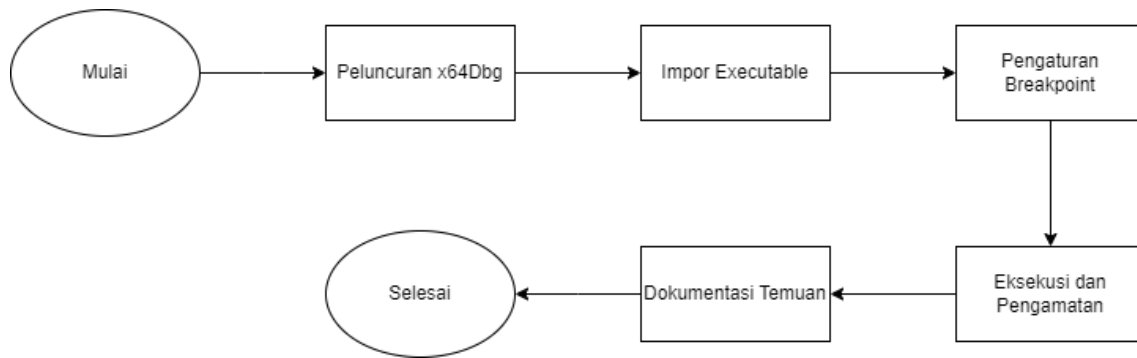 Mulai
Peluncuran x64Dbg
Impor Executable
Pengaturan
Breakpoint
Eksekusi dan
Pengamatan
Dokumentasi Temuan
Selesai